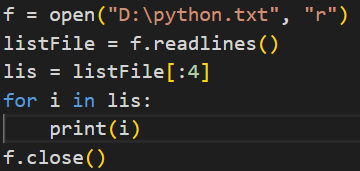 f = open("D:\python.txt", "r")
listFile = f.readlines()
lis = listFile[:4]
for i in lis:
    print(i)
f.close()